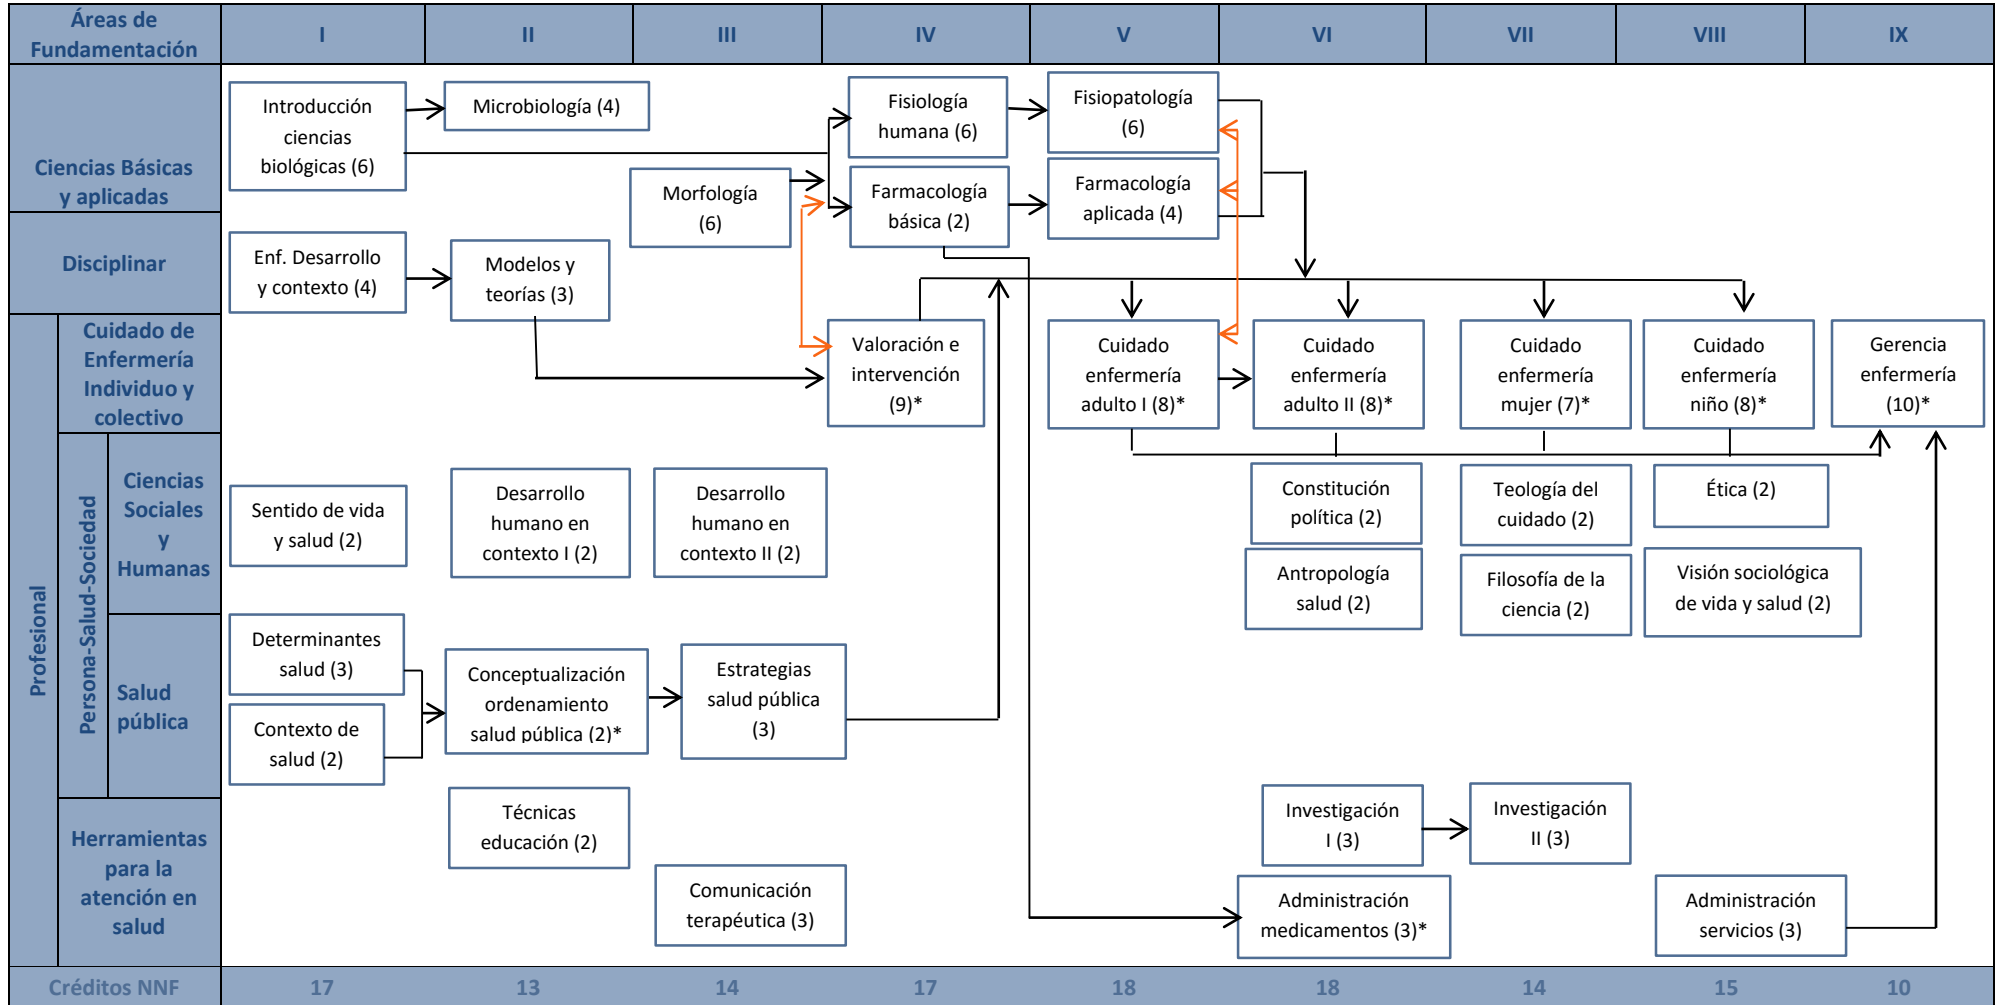 Áreas de
Fundamentación
I
II
III
IV
V
VI
VII
VIII
IX
Ciencias Básicas
y aplicadas
Introducción
ciencias
biológicas (6)
Microbiología (4)
Morfología
(6)
Fisiología
humana (6)
Farmacología
básica (2)
Fisiopatología
(6)
Farmacología
aplicada (4)
Disciplinar
Enf. Desarrollo
y contexto (4)
Modelos y
teorías (3)
Profesional
Cuidado de
Enfermería
Individuo y
colectivo
Valoración e
intervención
(9)*
Cuidado
enfermería
adulto I (8)*
Cuidado
enfermería
adulto II (8)*
Cuidado
enfermería
mujer (7)*
Cuidado
enfermería
niño (8)*
Gerencia
enfermería
(10)*
Persona-Salud-Sociedad
Ciencias
Sociales
y
Humanas
Sentido de vida
y salud (2)
Desarrollo
humano en
contexto I (2)
Desarrollo
humano en
contexto II (2)
Constitución
política (2)
Antropología
salud (2)
Teología del
cuidado (2)
Filosofía de la
ciencia (2)
Ética (2)
Visión sociológica
de vida y salud (2)
Salud
pública
Determinantes
salud (3)
Contexto de
salud (2)
Conceptualización
ordenamiento
salud pública (2)*
Estrategias
salud pública
(3)
Herramientas
para la
atención en
salud
Técnicas
educación (2)
Comunicación
terapéutica (3)
Investigación
I (3)
Administración
medicamentos (3)*
Investigación
II (3)
Administración
servicios (3)
Créditos NNF
17
13
14
17
18
18
14
15
10